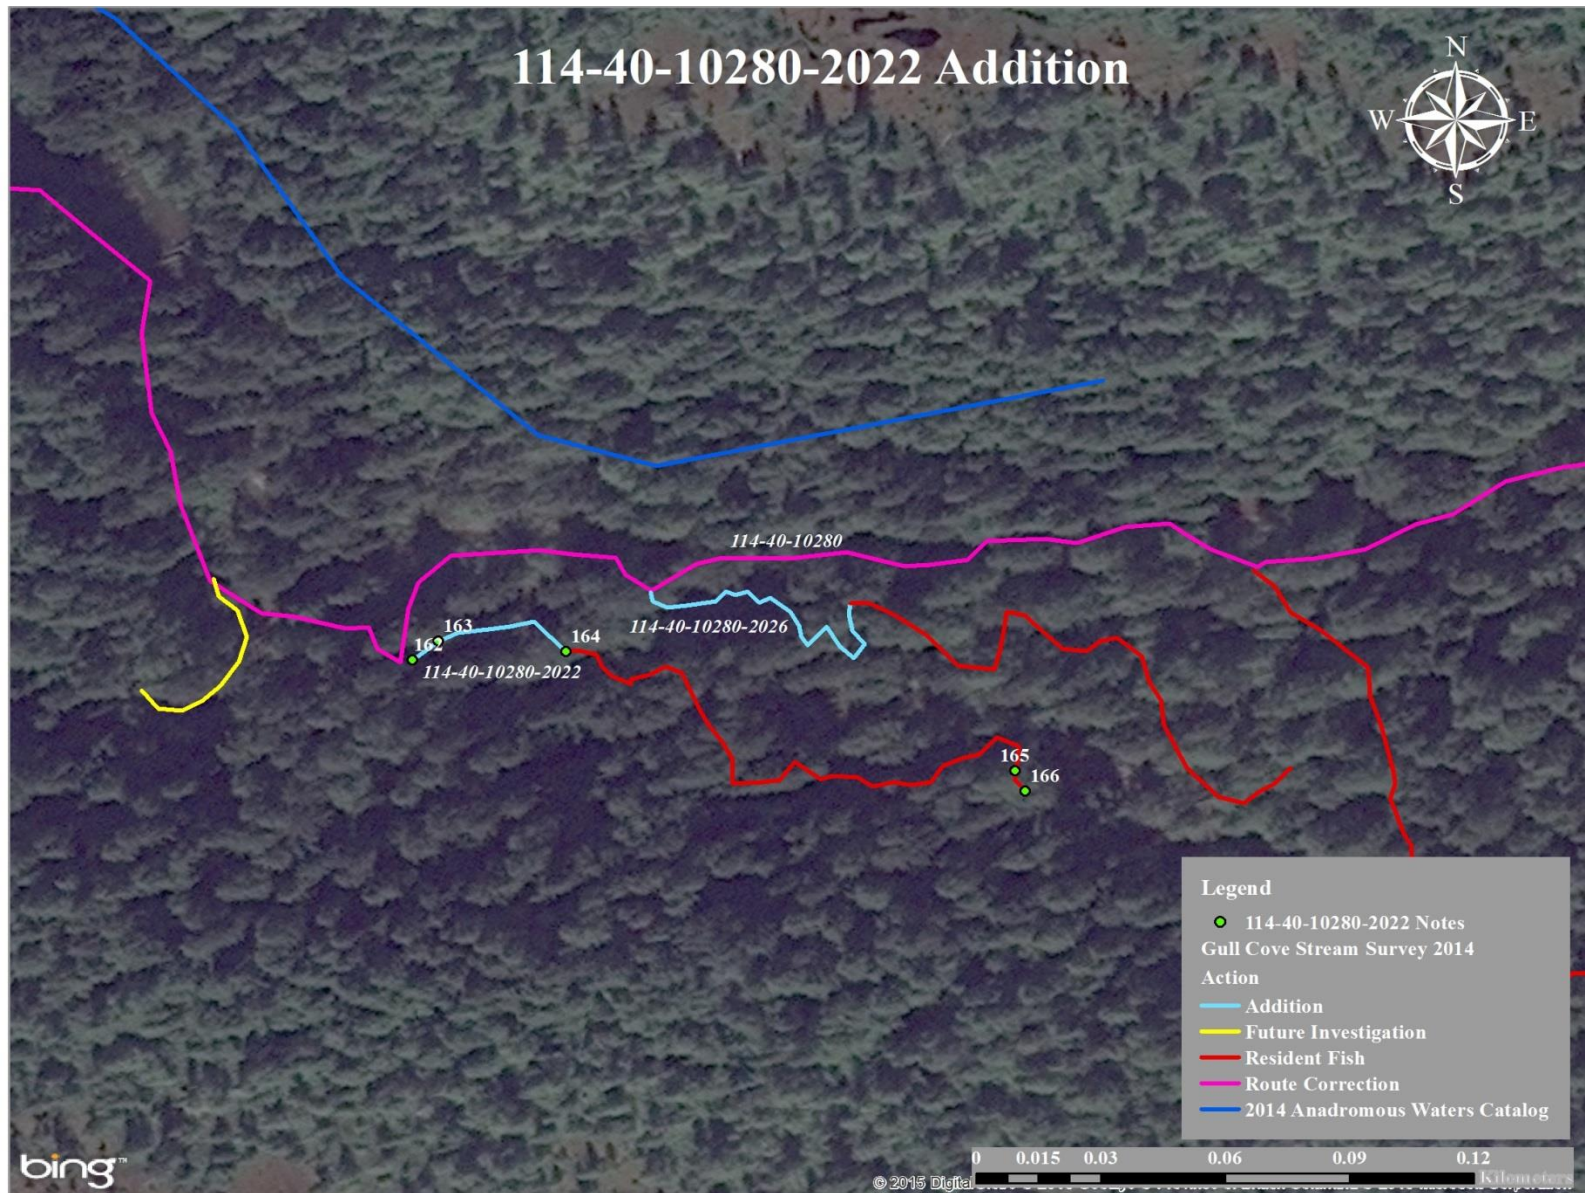 114-40-10280-2022 Addition
N
W E
S
114-40-10280
114-40-10280-2026
163
164
162
114-40-10280-2022
165
166
Legend
114-40-10280-2022 Notes
Gull Cove Stream Survey 2014
Action
Addition
Future Investigation
Resident Fish
Route Correction
2014 Anadromous Waters Catalog
0 0.015 0.03 0.06 0.09 0.12
Kilometers
bing™
© 2015 Digital